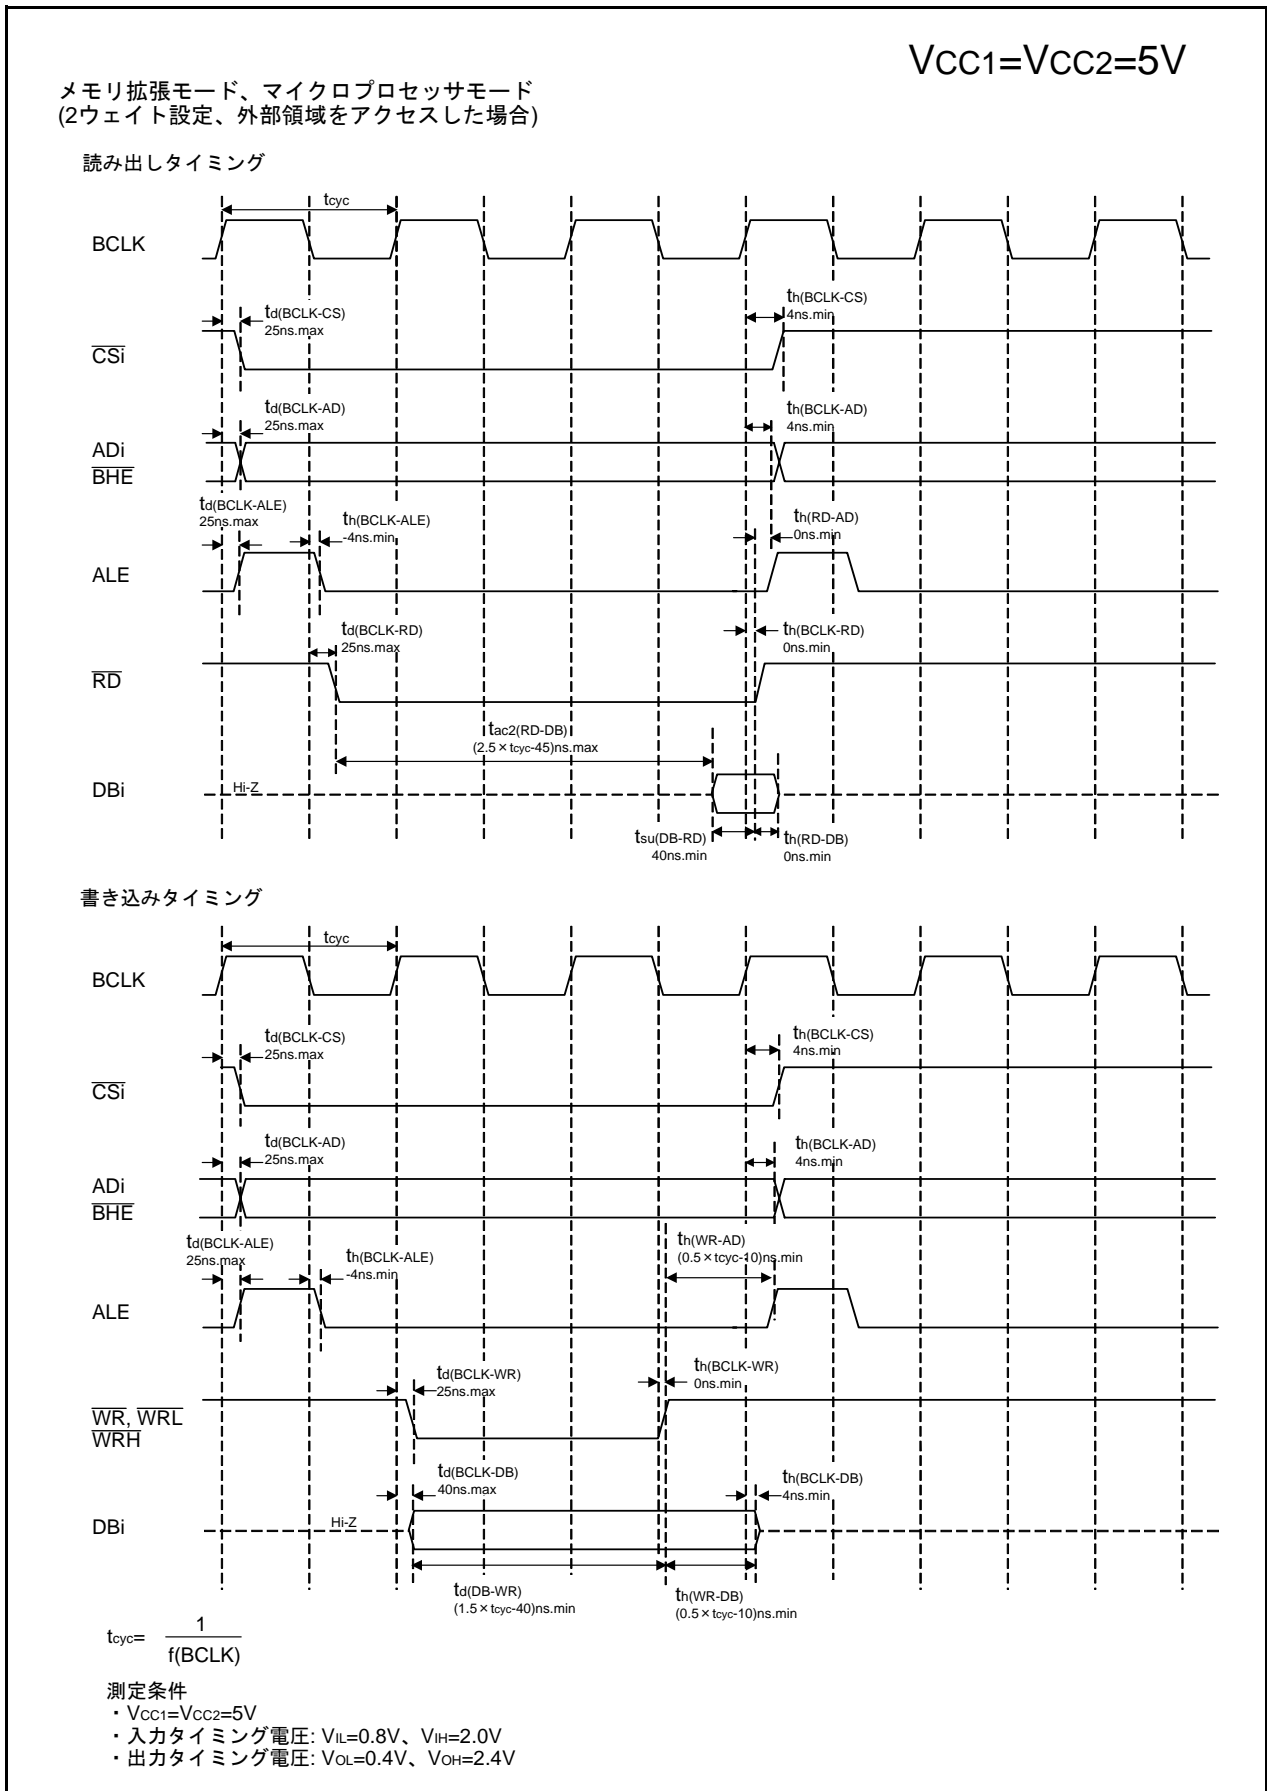 VCC1=VCC2=5V
メモリ拡張モード、マイクロプロセッサモード
(2ウェイト設定、外部領域をアクセスした場合)
読み出しタイミング
tcyc
BCLK
td(BCLK-CS)
25ns.max
th(BCLK-CS)
4ns.min
CSi
td(BCLK-AD)
25ns.max
th(BCLK-AD)
4ns.min
ADi
BHE
td(BCLK-ALE)
25ns.max
th(BCLK-ALE)
-4ns.min
th(RD-AD)
0ns.min
ALE
td(BCLK-RD)
25ns.max
th(BCLK-RD)
0ns.min
RD
tac2(RD-DB)
(2.5×tcyc-45)ns.max
DBi
Hi-Z
tsu(DB-RD)
40ns.min
th(RD-DB)
0ns.min
書き込みタイミング
tcyc
BCLK
td(BCLK-CS)
25ns.max
th(BCLK-CS)
4ns.min
CSi
td(BCLK-AD)
25ns.max
th(BCLK-AD)
4ns.min
ADi
BHE
td(BCLK-ALE)
25ns.max
th(BCLK-ALE)
-4ns.min
th(WR-AD)
(0.5×tcyc-10)ns.min
ALE
td(BCLK-WR)
25ns.max
th(BCLK-WR)
0ns.min
WR, WRL
WRH
td(BCLK-DB)
40ns.max
th(BCLK-DB)
4ns.min
DBi
Hi-Z
td(DB-WR)
(1.5×tcyc-40)ns.min
th(WR-DB)
(0.5×tcyc-10)ns.min
tcyc= 1
f(BCLK)
測定条件
・VCC1=VCC2=5V
・入力タイミング電圧: VIL=0.8V、VIH=2.0V
・出力タイミング電圧: VOL=0.4V、VOH=2.4V